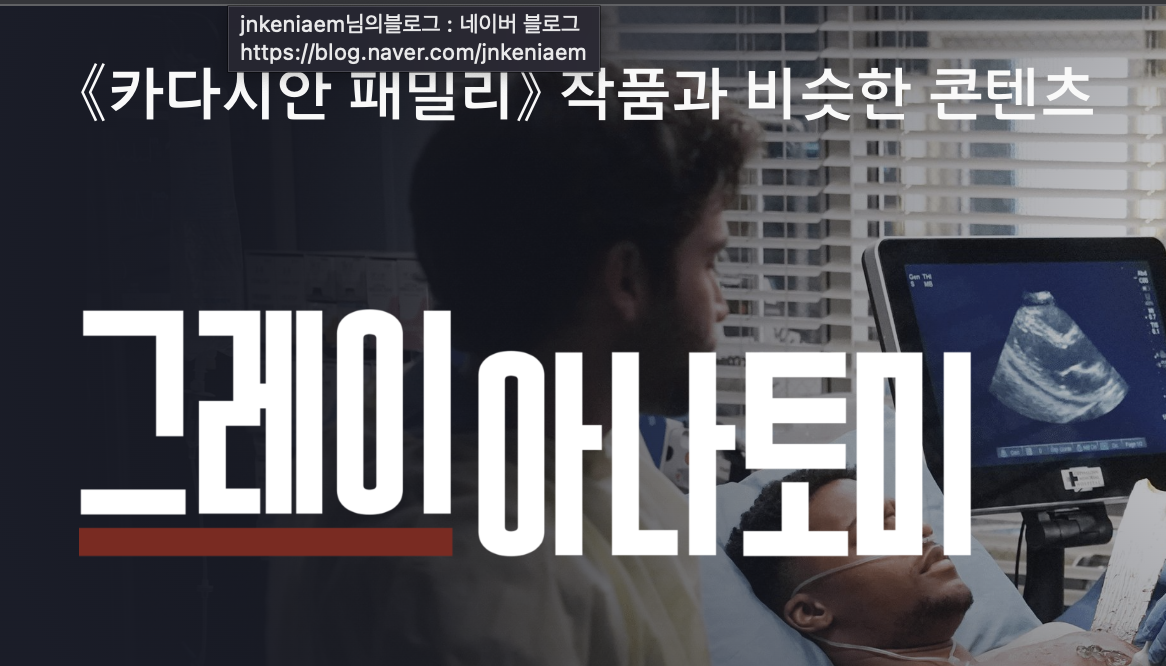 jnkeniaem님의블로그 : 네이버 블로그
https://blog.naver.com/jnkeniaem
《카다시안 패밀리》 작품과 비슷한 콘텐츠
그레이 아나토미